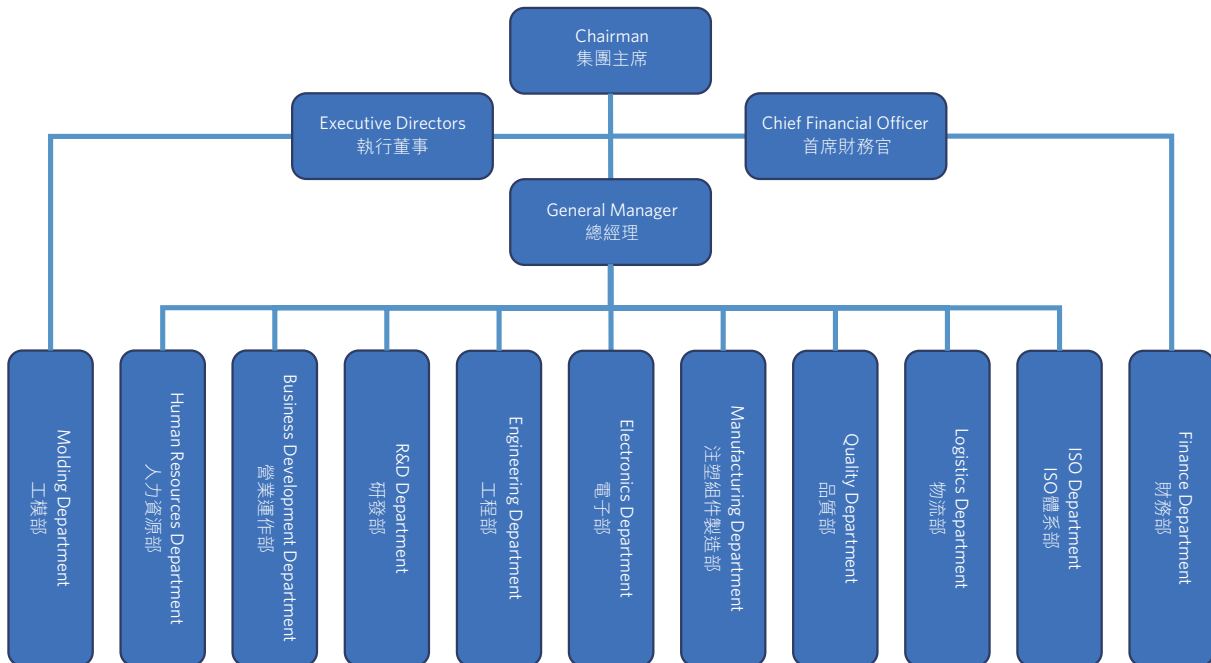 Chairman
集團主席
Executive Directors
執行董事
Chief Financial Officer
首席財務官
General Manager
總經理
Molding Department
工模部
Human Resources Department
人力資源部
Business Development Department
營業運作部
R&D Department
研發部
Engineering Department
工程部
Electronics Department
電子部
Manufacturing Department
注塑組件製造部
Quality Department
品質部
Logistics Department
物流部
ISO Department
ISO體系部
Finance Department
財務部